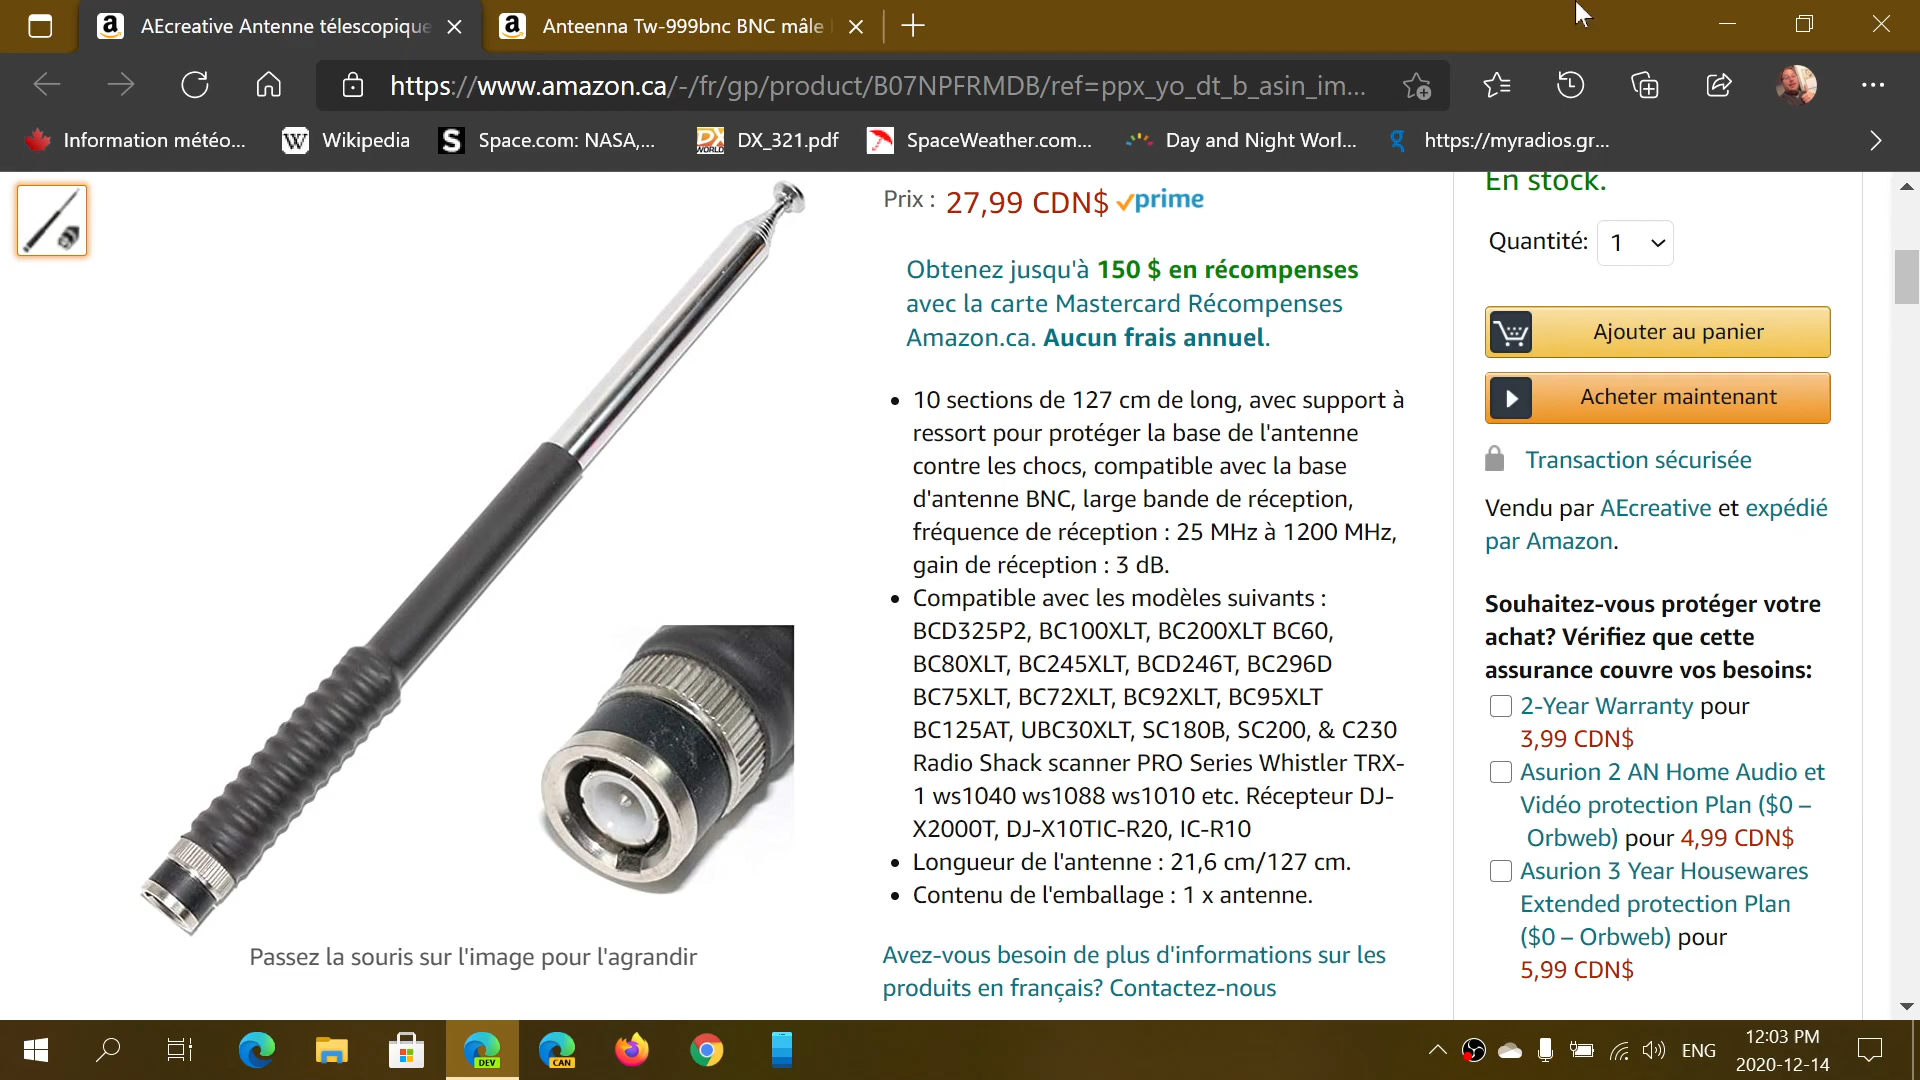 AEcreative Antenne télescopique
Anteenna Tw-999bnc BNC mâle
https://www.amazon.ca/-/fr/gp/product/B07NPFRMDB/ref=ppx_yo_dt_b_asin_im...
Information météo...
Wikipedia
Space.com: NASA,...
DX_321.pdf
SpaceWeather.com...
Day and Night Worl...
https://myradios.gr...
Prix : 27,99 CDN$ prime
Obtenez jusqu'à 150 $ en récompenses
avec la carte Mastercard Récompenses
Amazon.ca. Aucun frais annuel.
• 10 sections de 127 cm de long, avec support à
ressort pour protéger la base de l'antenne
contre les chocs, compatible avec la base
d'antenne BNC, large bande de réception,
fréquence de réception : 25 MHz à 1200 MHz,
gain de réception : 3 dB.
• Compatible avec les modèles suivants :
BCD325P2, BC100XLT, BC200XLT BC60,
BC80XLT, BC245XLT, BCD246T, BC296D
BC75XLT, BC72XLT, BC92XLT, BC95XLT
BC125AT, UBC30XLT, SC180B, SC200, & C230
Radio Shack scanner PRO Series Whistler TRX-
1 ws1040 ws1088 ws1010 etc. Récepteur DJ-
X2000T, DJ-X10TIC-R20, IC-R10
• Longueur de l'antenne : 21,6 cm/127 cm.
• Contenu de l'emballage : 1 x antenne.
Avez-vous besoin de plus d'informations sur les
produits en français? Contactez-nous
Passez la souris sur l'image pour l'agrandir
En stock.
Quantité: 1
Ajouter au panier
Acheter maintenant
Transaction sécurisée
Vendu par AEcreative et expédié
par Amazon.
Souhaitez-vous protéger votre
achat? Vérifiez que cette
assurance couvre vos besoins:
2-Year Warranty pour
3,99 CDN$
Asurion 2 AN Home Audio et
Vidéo protection Plan ($0 –
Orbweb) pour 4,99 CDN$
Asurion 3 Year Housewares
Extended protection Plan
($0 – Orbweb) pour
5,99 CDN$
DEV
CAN
ENG
12:03 PM
2020-12-14